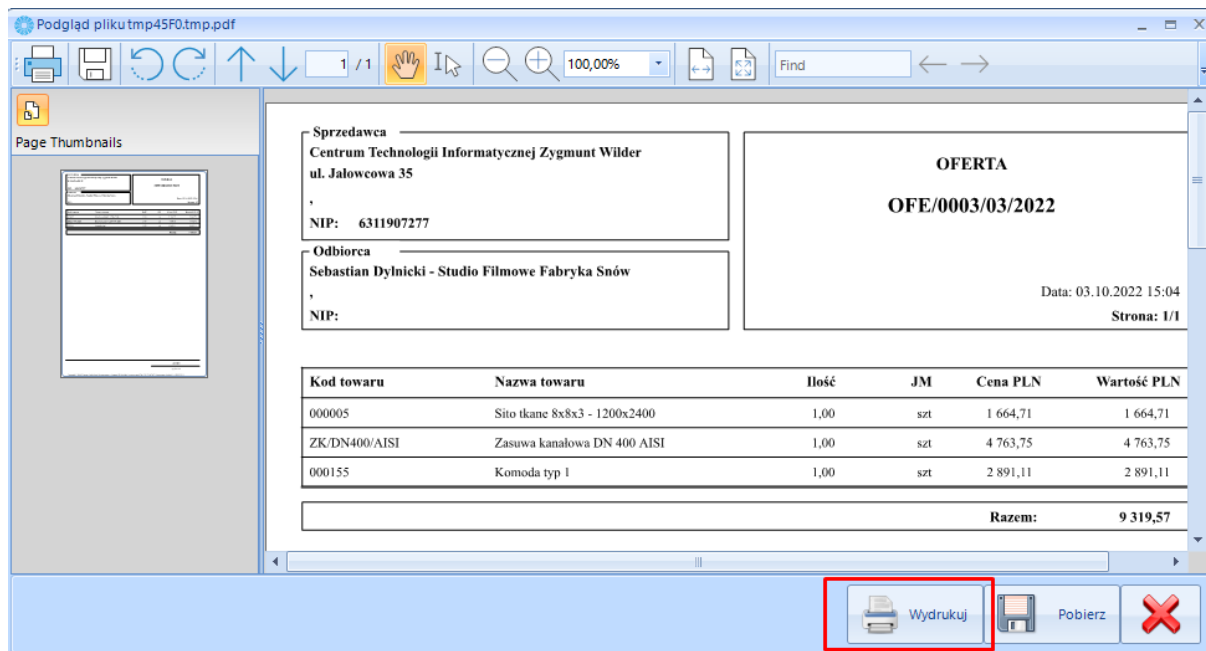 Podgląd pliku tmp45F0.tmp.pdf
1 / 1
100,00%
Find
Page Thumbnails
Sprzedawca
Centrum Technologii Informatycznej Zygmunt Wilder
ul. Jałowcowa 35
,
NIP: 6311907277
Odbiorca
Sebastian Dylnicki - Studio Filmowe Fabryka Snów
,
NIP:
OFERTA
OFE/0003/03/2022
Data: 03.10.2022 15:04
Strona: 1/1
Kod towaru Nazwa towaru Ilość JM Cena PLN Wartość PLN
000005 Sito tkane 8x8x3 - 1200x2400 1,00 szt 1 664,71 1 664,71
ZK/DN400/AISI Zasuwa kanałowa DN 400 AISI 1,00 szt 4 763,75 4 763,75
000155 Komoda typ 1 1,00 szt 2 891,11 2 891,11
Razem: 9 319,57
Wydrukuj Pobierz